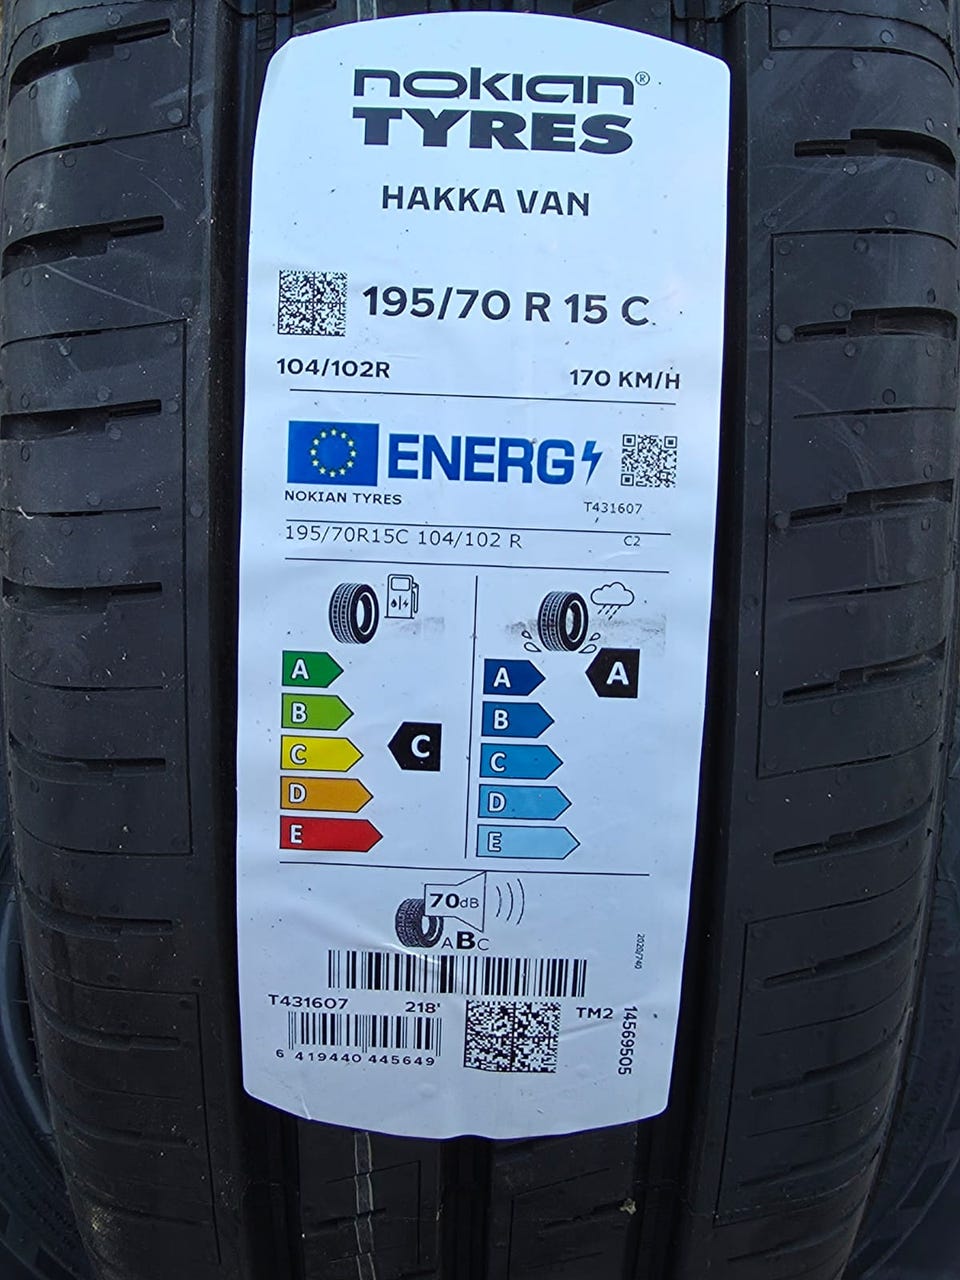 nokian®
TYRES
HAKKA VAN
195/70 R 15 C
104/102R 170 KM/H
ENERG
NOKIAN TYRES T431607
195/70R15C 104/102 R C2
A A A
B B
C C C
D D
E E
70dB
ABC
2020/740
T431607 218' TM2
14569505
6 419440 445649